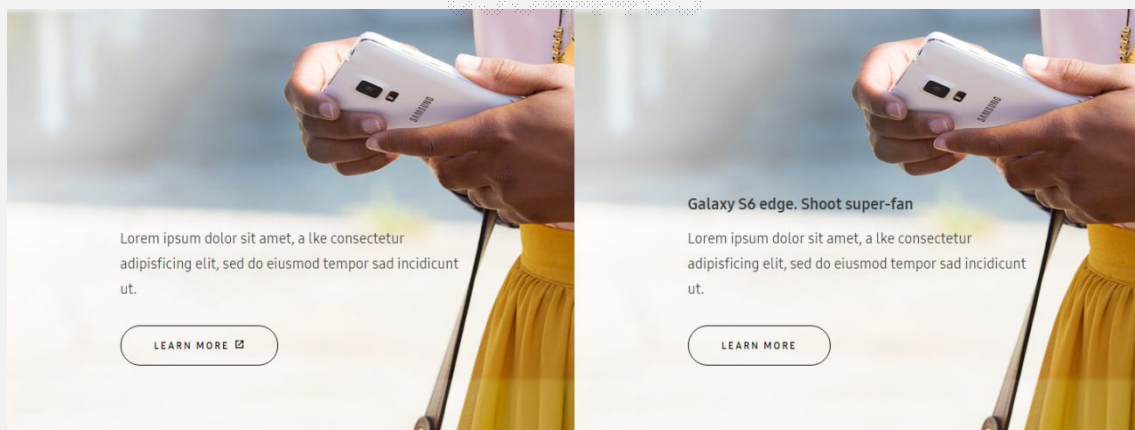 SAMSUNG
Lorem ipsum dolor sit amet, a lke consectetur
adipisficing elit, sed do eiusmod tempor sad incidicunt
ut.
LEARN MORE
SAMSUNG
Galaxy S6 edge. Shoot super-fan
Lorem ipsum dolor sit amet, a lke consectetur
adipisficing elit, sed do eiusmod tempor sad incidicunt
ut.
LEARN MORE